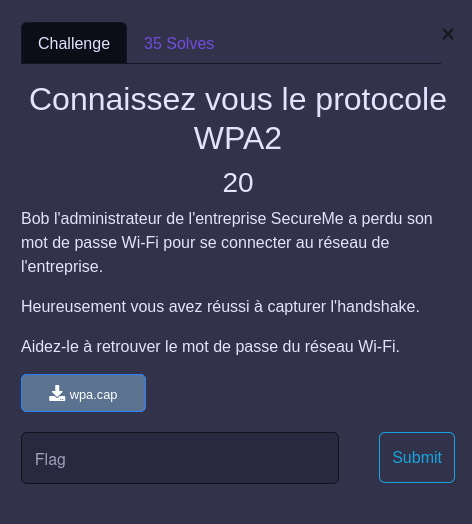 Challenge
35 Solves
×
Connaissez vous le protocole
WPA2
20
Bob l'administrateur de l'entreprise SecureMe a perdu son
mot de passe Wi-Fi pour se connecter au réseau de
l'entreprise.
Heureusement vous avez réussi à capturer l'handshake.
Aidez-le à retrouver le mot de passe du réseau Wi-Fi.
wpa.cap
Flag
Submit